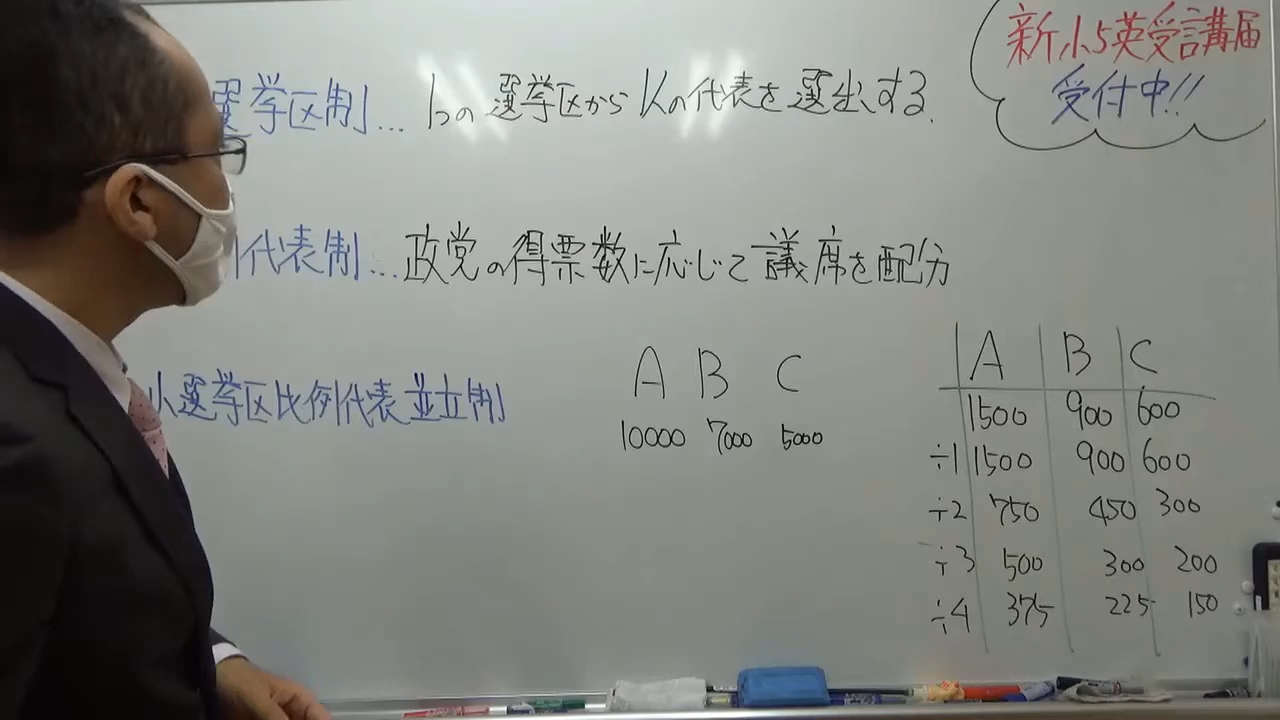 新小5英受講届
受付中!!
選挙区制… 1つの選挙区から1人の代表を選出する.
代表制…政党の得票数に応じて議席を配分
小選挙区比例代表並立制
A B C
10000 7000 5000
A B C
1500 900 600
÷1 1500 900 600
÷2 750 450 300
÷3 500 300 200
÷4 375 225 150